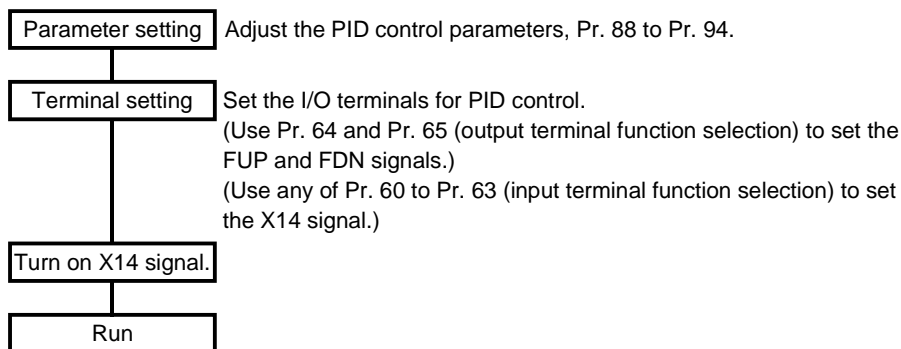 Parameter setting Adjust the PID control parameters, Pr. 88 to Pr. 94.
Terminal setting Set the I/O terminals for PID control.
(Use Pr. 64 and Pr. 65 (output terminal function selection) to set the
FUP and FDN signals.)
(Use any of Pr. 60 to Pr. 63 (input terminal function selection) to set
the X14 signal.)
Turn on X14 signal.
Run